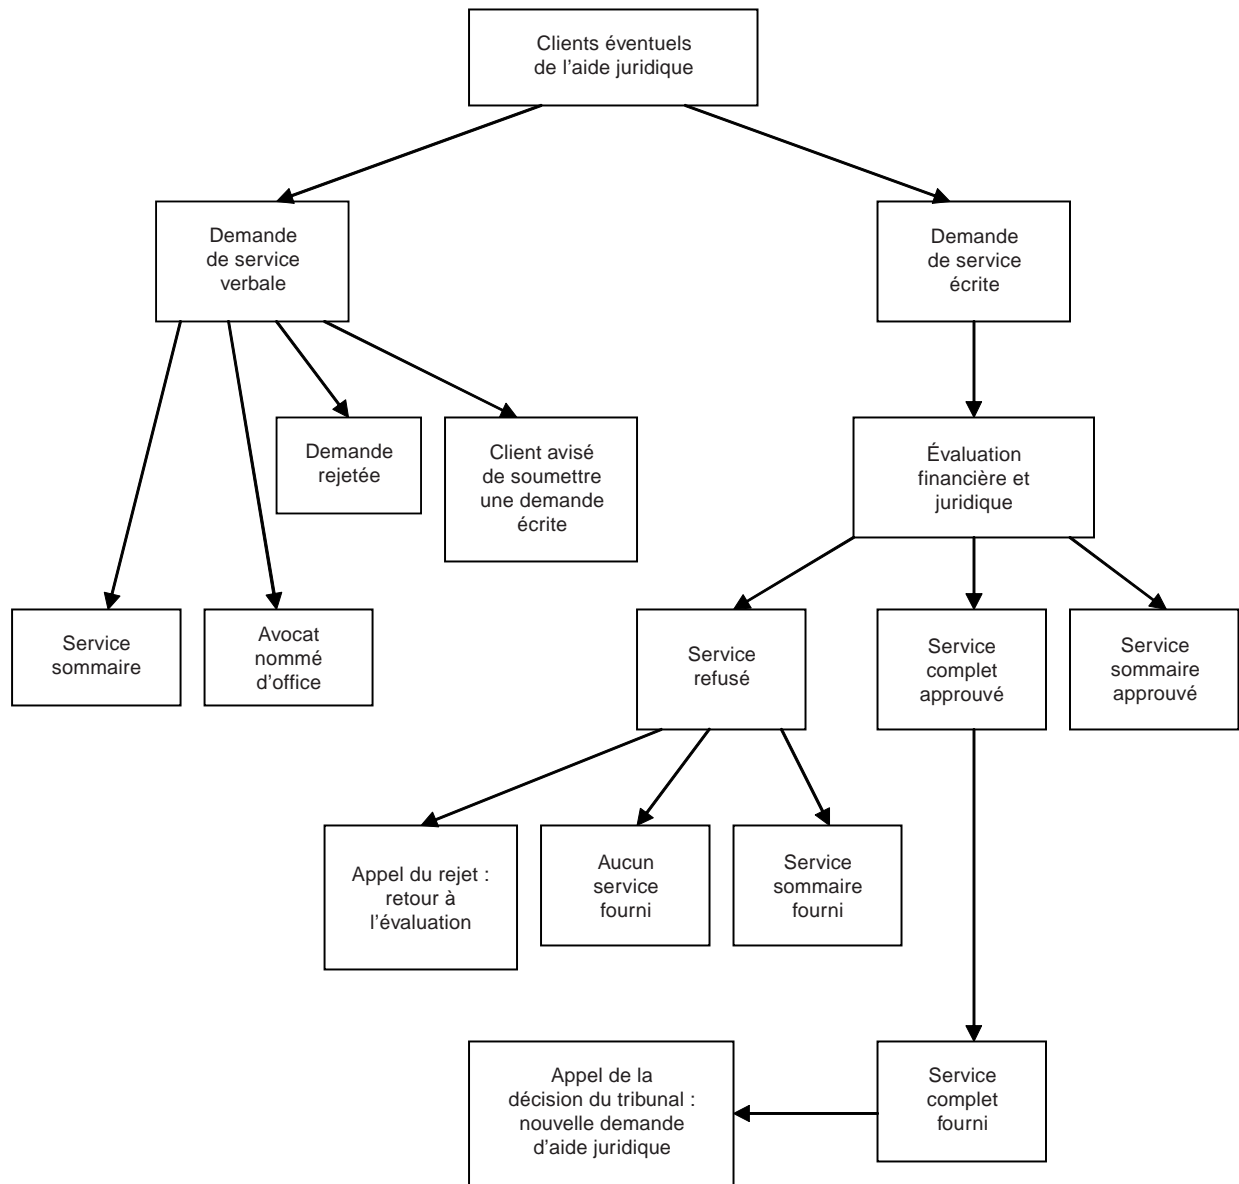 Clients éventuels
de l'aide juridique
Demande
de service
verbale
Demande
de service
écrite
Demande
rejetée
Client avisé
de soumettre
une demande
écrite
Évaluation
financière et
juridique
Service
sommaire
Avocat
nommé
d'office
Service
refusé
Service
complet
approuvé
Service
sommaire
approuvé
Appel du rejet :
retour à
l'évaluation
Aucun
service
fourni
Service
sommaire
fourni
Appel de la
décision du tribunal :
nouvelle demande
d'aide juridique
Service
complet
fourni